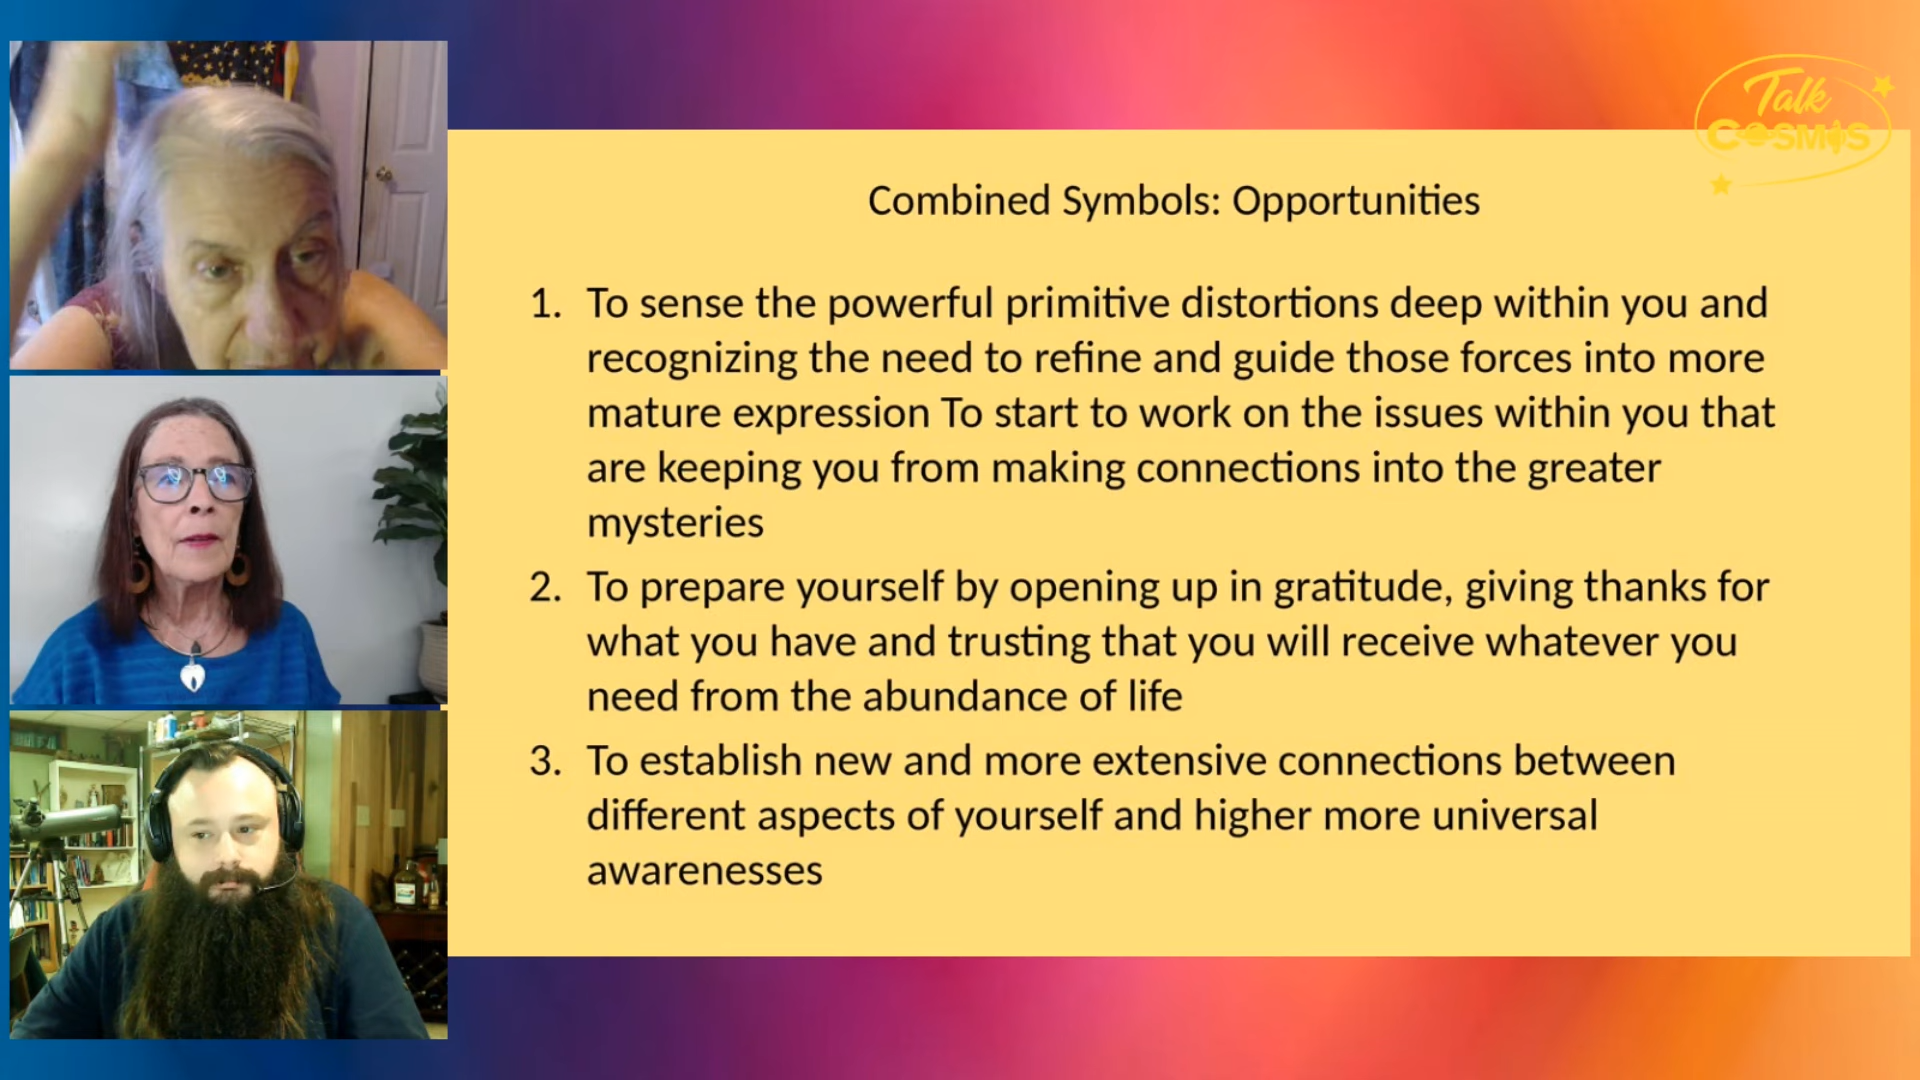 Talk
COSMOS
Combined Symbols: Opportunities
1. To sense the powerful primitive distortions deep within you and
recognizing the need to refine and guide those forces into more
mature expression To start to work on the issues within you that
are keeping you from making connections into the greater
mysteries
2. To prepare yourself by opening up in gratitude, giving thanks for
what you have and trusting that you will receive whatever you
need from the abundance of life
3. To establish new and more extensive connections between
different aspects of yourself and higher more universal
awarenesses